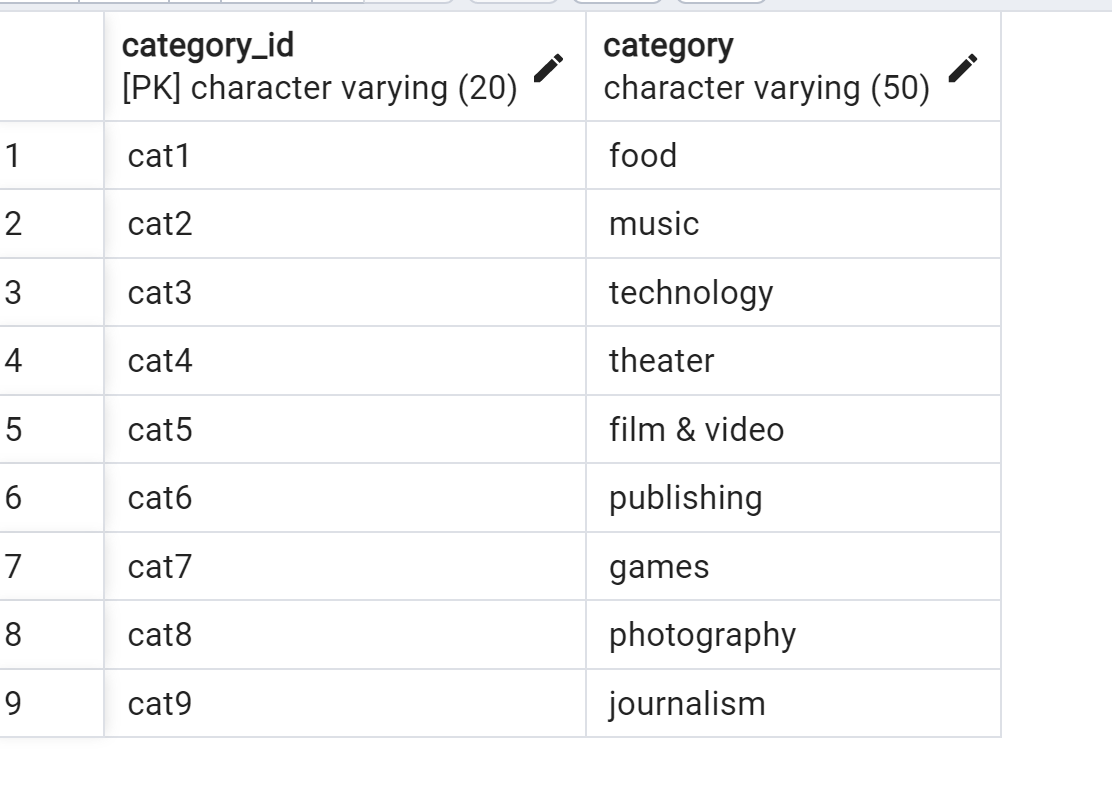 category_id category
[PK] character varying (20) character varying (50)
1 cat1 food
2 cat2 music
3 cat3 technology
4 cat4 theater
5 cat5 film & video
6 cat6 publishing
7 cat7 games
8 cat8 photography
9 cat9 journalism